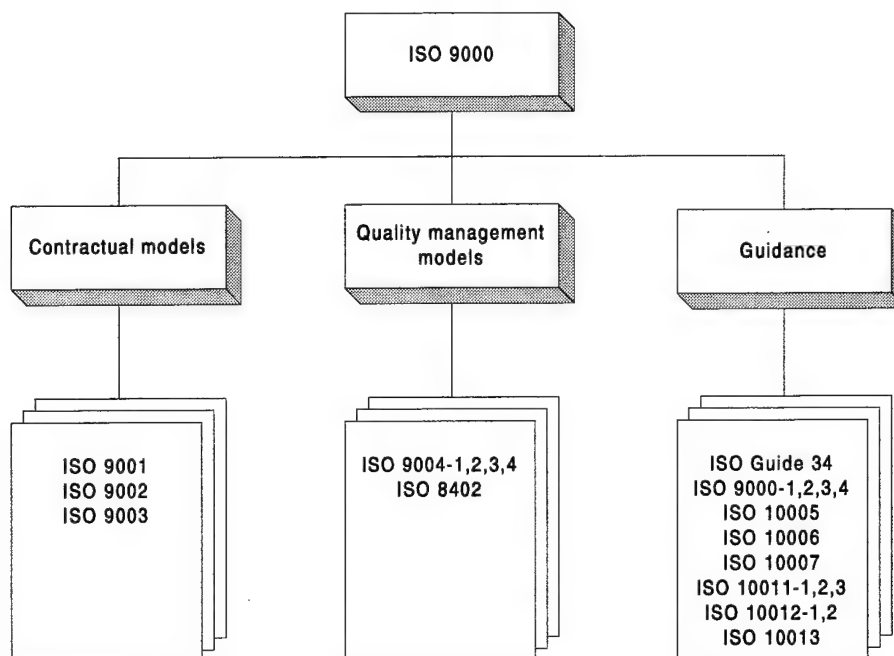 ISO 9000
Contractual models
Quality management
models
Guidance
ISO 9001
ISO 9002
ISO 9003
ISO 9004-1,2,3,4
ISO 8402
ISO Guide 34
ISO 9000-1,2,3,4
ISO 10005
ISO 10006
ISO 10007
ISO 10011-1,2,3
ISO 10012-1,2
ISO 10013